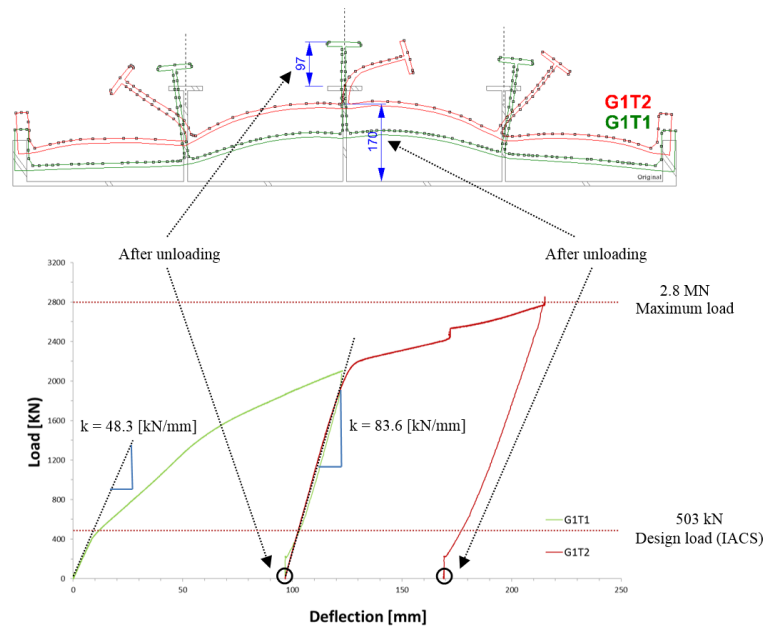 97
G1T2
G1T1
170
Original
After unloading
After unloading
2.8 MN
Maximum load
503 kN
Design load (IACS)
k = 48.3 [kN/mm]
k = 83.6 [kN/mm]
Load [KN]
3200
2800
2400
2000
1600
1200
800
400
0
G1T1
G1T2
0
50
100
150
200
250
Deflection [mm]